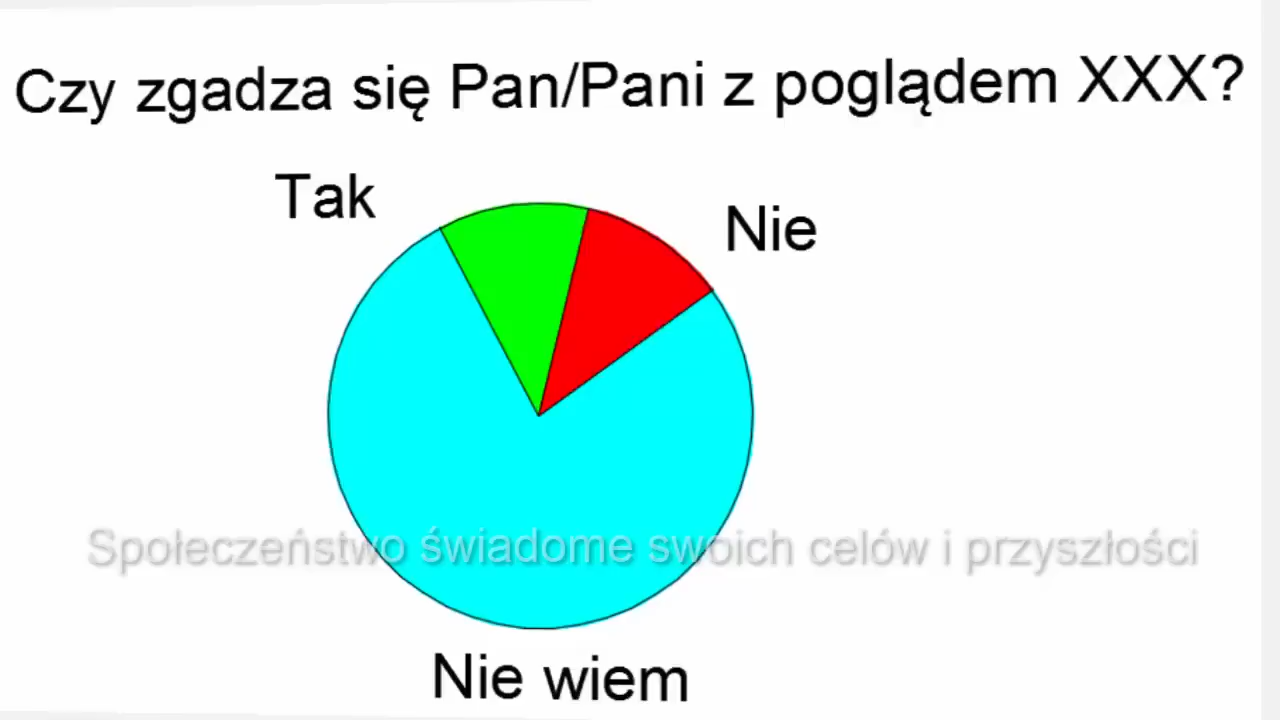 Czy zgadza się Pan/Pani z poglądem XXX?
Tak
Nie
Społeczeństwo świadome swoich celów i przyszłości
Nie wiem